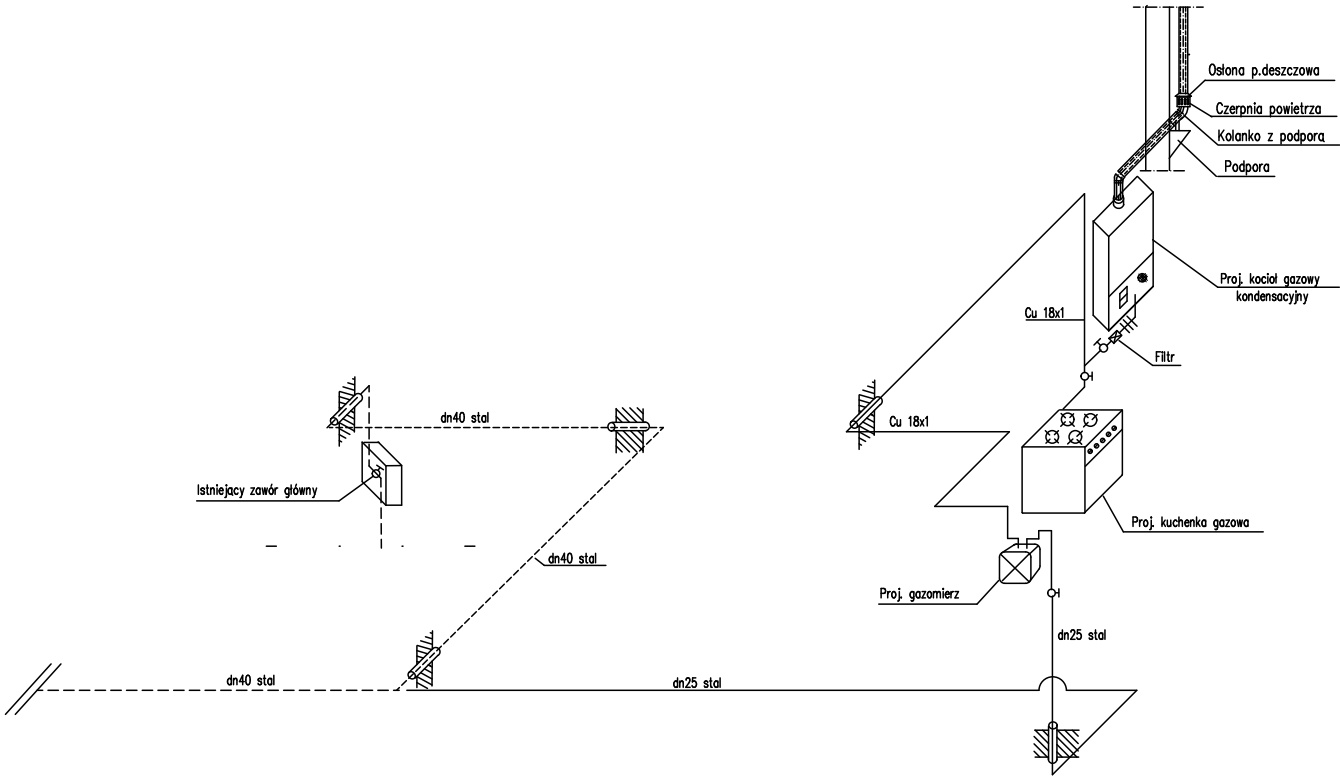 Osłona p.deszczowa
Czerpnia powietrza
Kolanko z podporą
Podpora
Proj. kocioł gazowy
kondensacyjny
Cu 18x1
Filtr
dn40 stal
Cu 18x1
Istniejący zawór główny
Proj. kuchenka gazowa
dn40 stal
Proj. gazomierz
dn25 stal
dn40 stal
dn25 stal